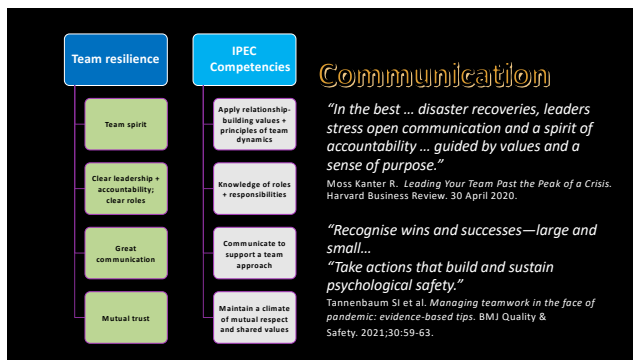 Team resilience
Team spirit
Clear leadership +
accountability;
clear roles
Great
communication
Mutual trust
IPEC
Competencies
Apply relationship-
building values +
principles of team
dynamics
Knowledge of roles
+ responsibilities
Communicate to
support a team
approach
Maintain a climate
of mutual respect
and shared values
Communication
“In the best … disaster recoveries, leaders
stress open communication and a spirit of
accountability … guided by values and a
sense of purpose.”
Moss Kanter R. Leading Your Team Past the Peak of a Crisis.
Harvard Business Review. 30 April 2020.
“Recognise wins and successes—large and
small…
“Take actions that build and sustain
psychological safety.”
Tannenbaum SI et al. Managing teamwork in the face of
pandemic: evidence-based tips. BMJ Quality &
Safety. 2021;30:59-63.